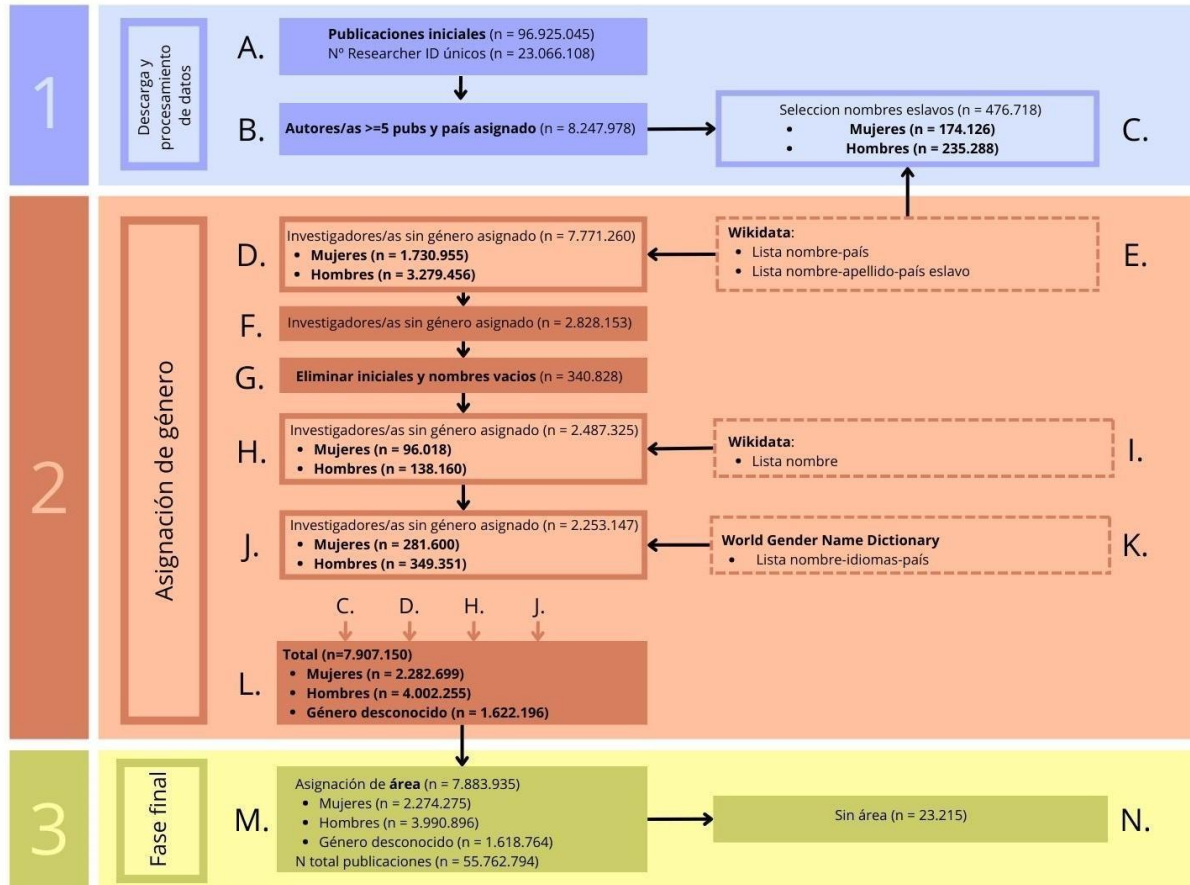 1
Descarga y
procesamiento
de datos
A.
Publicaciones iniciales (n = 96.925.045)
Nº Researcher ID únicos (n = 23.066.108)
B.
Autores/as >=5 pubs y país asignado (n = 8.247.978)
Seleccion nombres eslavos (n = 476.718)
• Mujeres (n = 174.126)
• Hombres (n = 235.288)
C.
2
Asignación de género
D.
Investigadores/as sin género asignado (n = 7.771.260)
• Mujeres (n = 1.730.955)
• Hombres (n = 3.279.456)
Wikidata:
• Lista nombre-país
• Lista nombre-apellido-país eslavo
E.
F.
Investigadores/as sin género asignado (n = 2.828.153)
G.
Eliminar iniciales y nombres vacios (n = 340.828)
H.
Investigadores/as sin género asignado (n = 2.487.325)
• Mujeres (n = 96.018)
• Hombres (n = 138.160)
Wikidata:
• Lista nombre
I.
J.
Investigadores/as sin género asignado (n = 2.253.147)
• Mujeres (n = 281.600)
• Hombres (n = 349.351)
World Gender Name Dictionary
• Lista nombre-idiomas-país
K.
C. D. H. J.
L.
Total (n=7.907.150)
• Mujeres (n = 2.282.699)
• Hombres (n = 4.002.255)
• Género desconocido (n = 1.622.196)
3
Fase final
M.
Asignación de área (n = 7.883.935)
• Mujeres (n = 2.274.275)
• Hombres (n = 3.990.896)
• Género desconocido (n = 1.618.764)
N total publicaciones (n = 55.762.794)
Sin área (n = 23.215)
N.